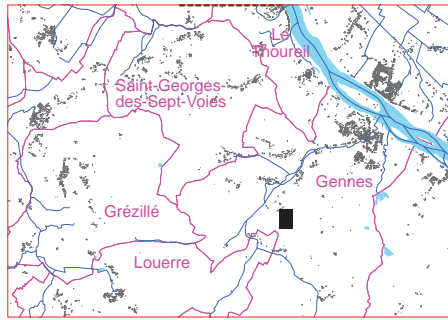 Le
Thoureil
Saint-Georges-
des-Sept-Voies
Gennes
Grézillé
Louerre